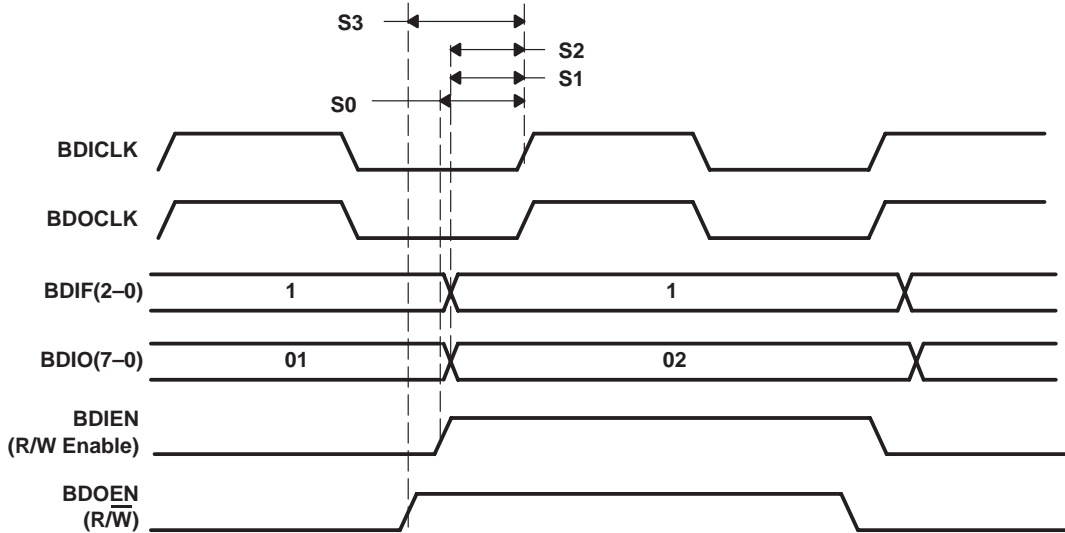 S3
S2
S1
S0
BDICLK
BDOCLK
BDIF(2–0) 1 1
BDIO(7–0) 01 02
BDIEN
(R/W Enable)
BDOEN
(R/W̅)